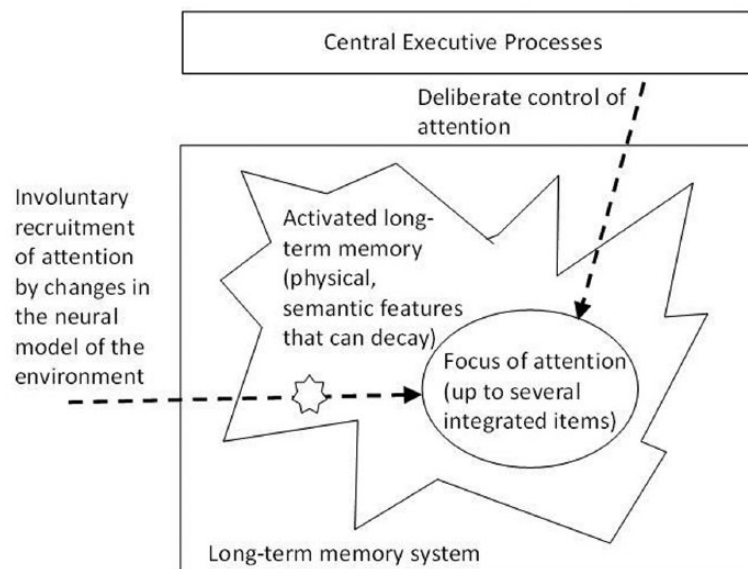 Central Executive Processes
Deliberate control of
attention
Involuntary
recruitment
of attention
by changes in
the neural
model of the
environment
Activated long-
term memory
(physical,
semantic features
that can decay)
Focus of attention
(up to several
integrated items)
Long-term memory system